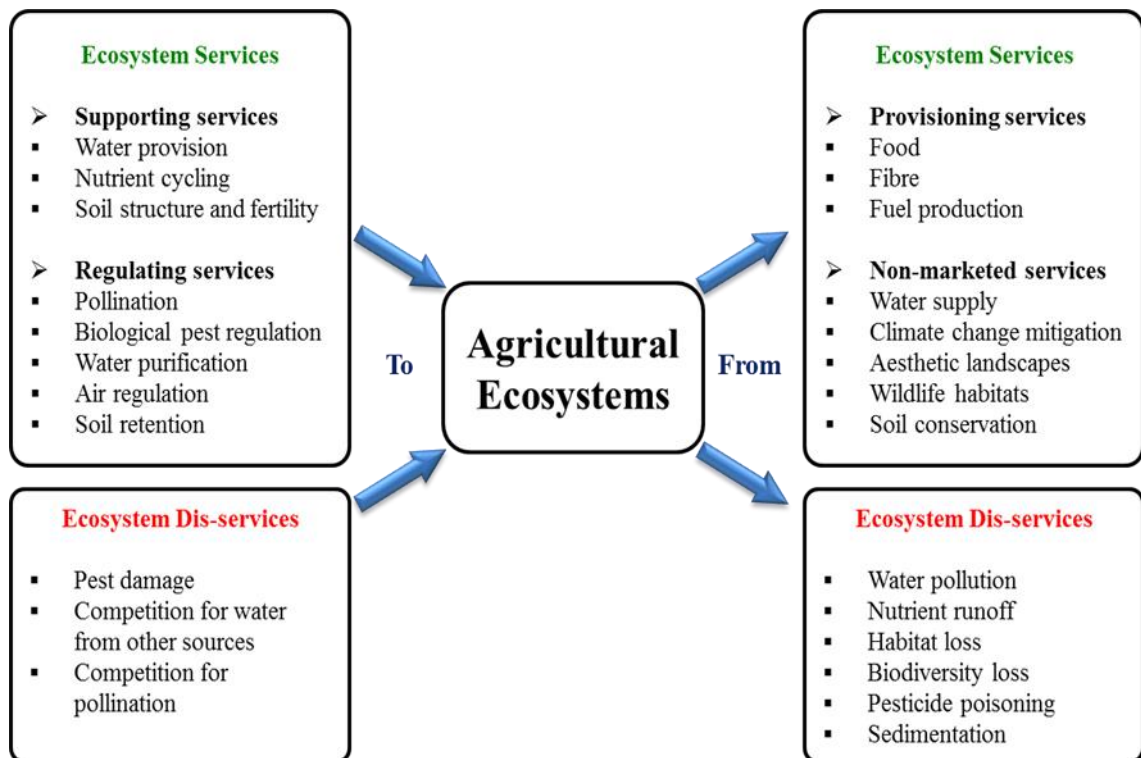 Ecosystem Services
➢ Supporting services
▪ Water provision
▪ Nutrient cycling
▪ Soil structure and fertility
➢ Regulating services
▪ Pollination
▪ Biological pest regulation
▪ Water purification
▪ Air regulation
▪ Soil retention
Ecosystem Dis-services
▪ Pest damage
▪ Competition for water
from other sources
▪ Competition for
pollination
To
Agricultural
Ecosystems
From
Ecosystem Services
➢ Provisioning services
▪ Food
▪ Fibre
▪ Fuel production
➢ Non-marketed services
▪ Water supply
▪ Climate change mitigation
▪ Aesthetic landscapes
▪ Wildlife habitats
▪ Soil conservation
Ecosystem Dis-services
▪ Water pollution
▪ Nutrient runoff
▪ Habitat loss
▪ Biodiversity loss
▪ Pesticide poisoning
▪ Sedimentation